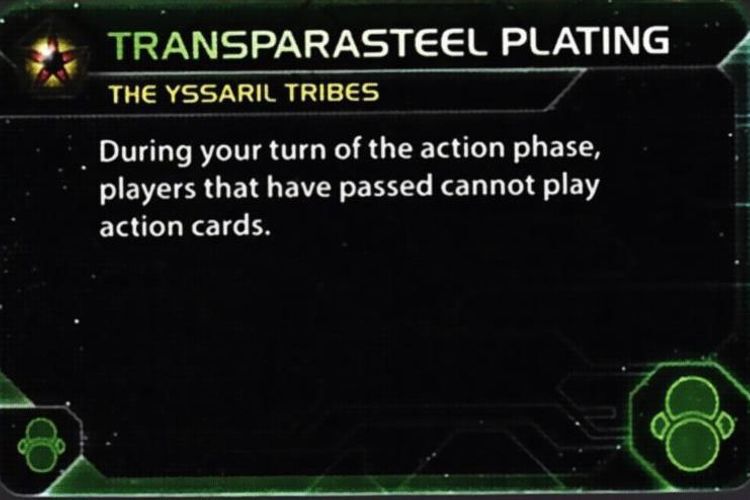 TRANSPARASTEEL PLATING
THE YSSARIL TRIBES
During your turn of the action phase,
players that have passed cannot play
action cards.